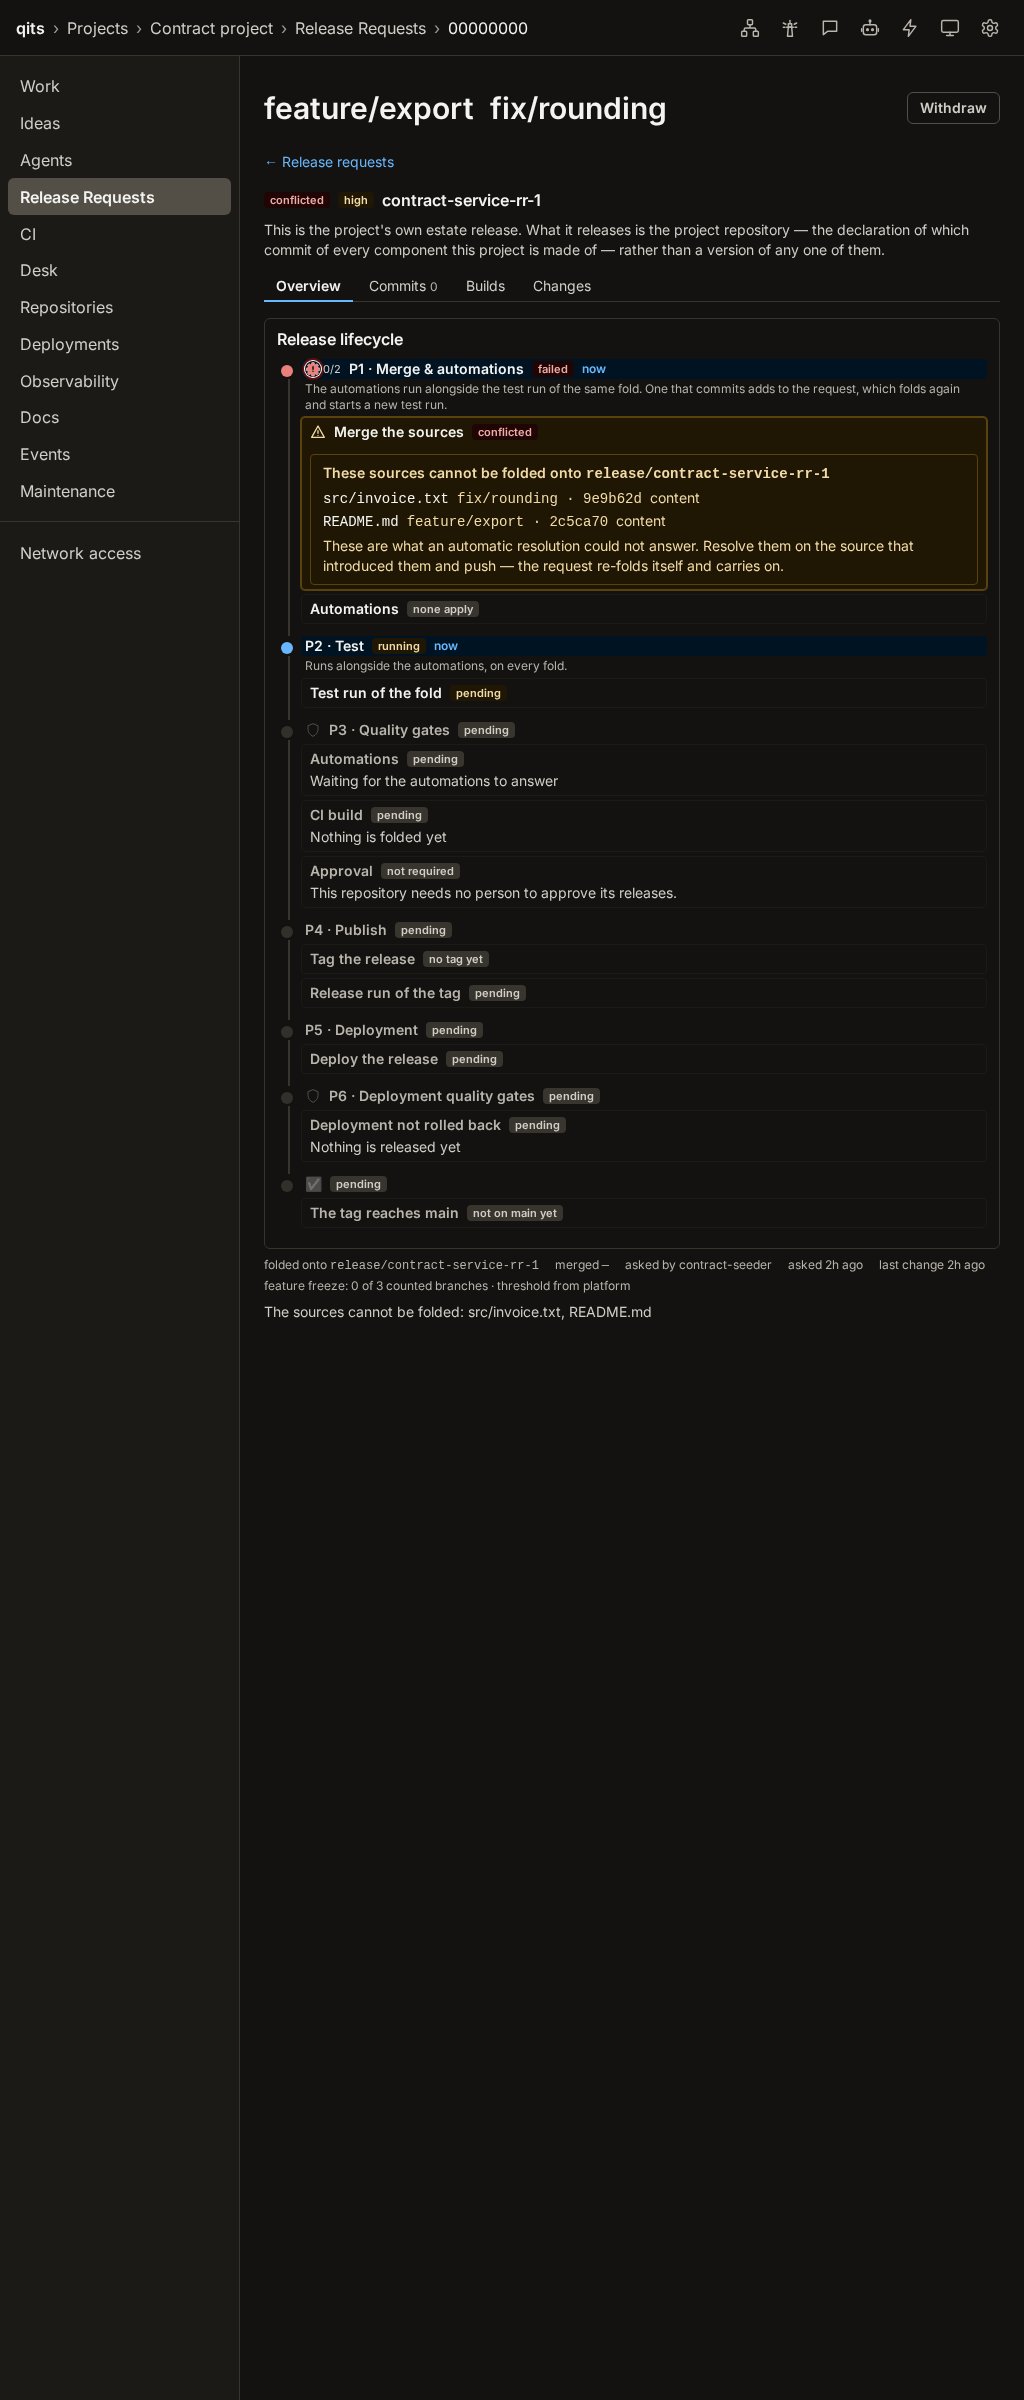 qits › Projects › Contract project › Release Requests › 00000000
Work
Ideas
Agents
Release Requests
CI
Desk
Repositories
Deployments
Observability
Docs
Events
Maintenance
Network access
feature/export fix/rounding
Withdraw
← Release requests
conflicted high contract-service-rr-1
This is the project's own estate release. What it releases is the project repository — the declaration of which
commit of every component this project is made of — rather than a version of any one of them.
Overview Commits 0 Builds Changes
Release lifecycle
0/2 P1 · Merge & automations failed now
The automations run alongside the test run of the same fold. One that commits adds to the request, which folds again
and starts a new test run.
Merge the sources conflicted
These sources cannot be folded onto release/contract-service-rr-1
src/invoice.txt fix/rounding · 9e9b62d content
README.md feature/export · 2c5ca70 content
These are what an automatic resolution could not answer. Resolve them on the source that
introduced them and push — the request re-folds itself and carries on.
Automations none apply
P2 · Test running now
Runs alongside the automations, on every fold.
Test run of the fold pending
P3 · Quality gates pending
Automations pending
Waiting for the automations to answer
CI build pending
Nothing is folded yet
Approval not required
This repository needs no person to approve its releases.
P4 · Publish pending
Tag the release no tag yet
Release run of the tag pending
P5 · Deployment pending
Deploy the release pending
P6 · Deployment quality gates pending
Deployment not rolled back pending
Nothing is released yet
pending
The tag reaches main not on main yet
folded onto release/contract-service-rr-1 merged — asked by contract-seeder asked 2h ago last change 2h ago
feature freeze: 0 of 3 counted branches · threshold from platform
The sources cannot be folded: src/invoice.txt, README.md